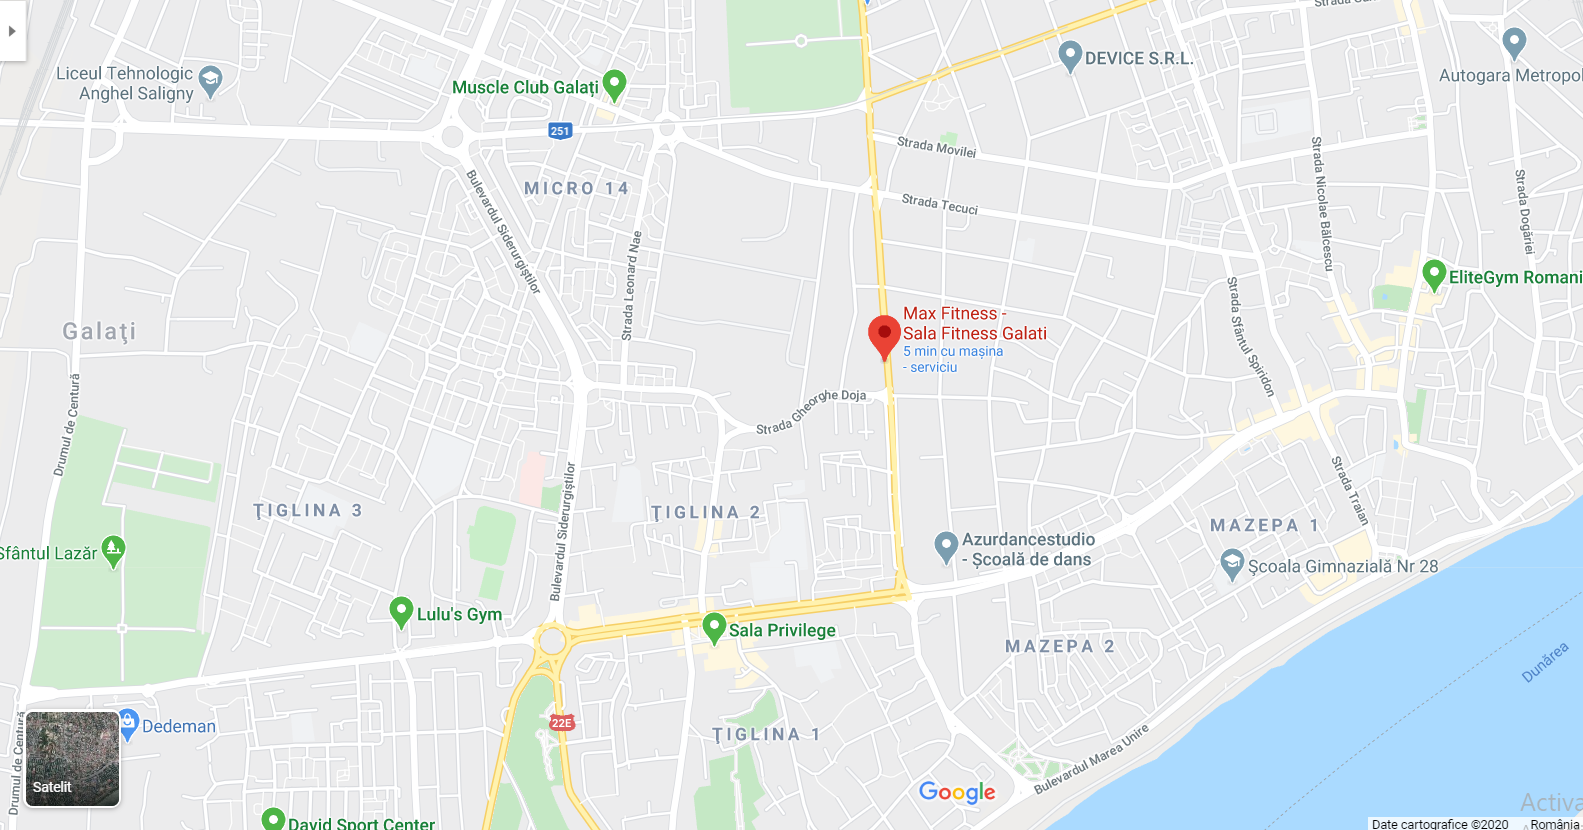 Strada Movilei
DEVICE S.R.L.
Autogara Metropol
Liceul Tehnologic
Anghel Saligny
Muscle Club Galați
251
MICRO 14
Bulevardul Siderurgiștilor
Strada Leonard Nae
Strada Tecuci
Strada Nicolae Bălcescu
Strada Dogăriei
EliteGym Romani
Galaţi
Max Fitness -
Sala Fitness Galati
5 min cu mașina
- serviciu
Strada Sfântul Spiridon
Strada Gheorghe Doja
Drumul de Centură
Strada Traian
ŢIGLINA 3
ŢIGLINA 2
Bulevardul Siderurgiștilor
MAZEPA 1
Azurdancestudio
- Școală de dans
Școala Gimnazială Nr 28
Sfântul Lazăr
Lulu's Gym
Sala Privilege
MAZEPA 2
Dunărea
22E
Dedeman
ŢIGLINA 1
Drumul de Centură
Satelit
Bulevardul Marea Unire
Google
David Sport Center
Activa
Date cartografice ©2020
România